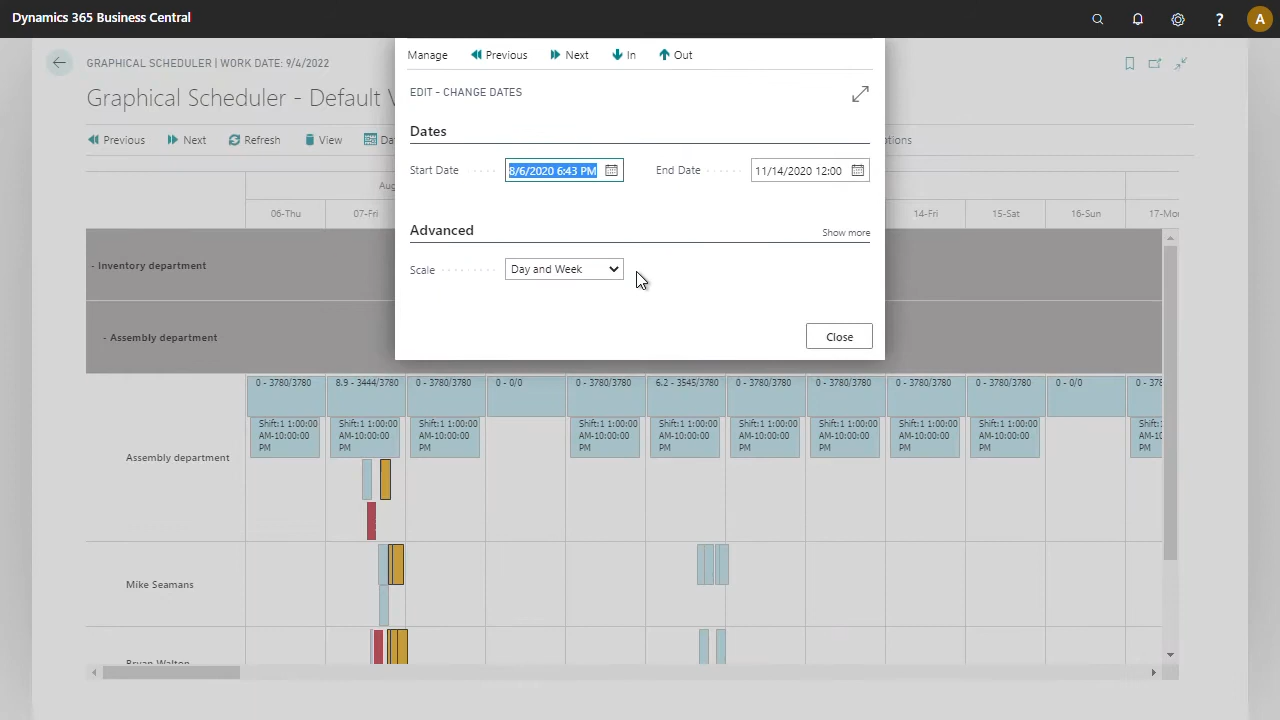 Dynamics 365 Business Central
?
A
GRAPHICAL SCHEDULER | WORK DATE: 9/4/2022
Graphical Scheduler - Default
Previous
Next
Refresh
View
Manage
Previous
Next
In
Out
EDIT - CHANGE DATES
Dates
Start Date
8/6/2020 6:43 PM
End Date
11/14/2020 12:00
Advanced
Show more
Scale
Day and Week
Close
06-Thu
07-Fri
14-Fri
15-Sat
16-Sun
- Inventory department
- Assembly department
0 - 3780/3780
8.9 - 3444/3780
0 - 3780/3780
0 - 0/0
0 - 3780/3780
6.2 - 3545/3780
0 - 3780/3780
0 - 3780/3780
0 - 3780/3780
0 - 3780/3780
0 - 0/0
Assembly department
Shift:1 1:00:00
AM-10:00:00
PM
Shift:1 1:00:00
AM-10:00:00
PM
Shift:1 1:00:00
AM-10:00:00
PM
Shift:1 1:00:00
AM-10:00:00
PM
Shift:1 1:00:00
AM-10:00:00
PM
Shift:1 1:00:00
AM-10:00:00
PM
Shift:1 1:00:00
AM-10:00:00
PM
Shift:1 1:00:00
AM-10:00:00
PM
Shift:1 1:00:00
AM-10:00:00
PM
Mike Seamans
Bryan Walton